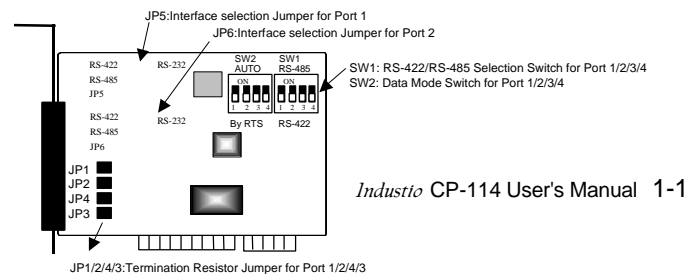 JP5:Interface selection Jumper for Port 1
JP6:Interface selection Jumper for Port 2
RS-422 RS-232
RS-485
JP5
SW2 SW1
AUTO RS-485
ON ON
1 2 3 4 1 2 3 4
By RTS RS-422
SW1: RS-422/RS-485 Selection Switch for Port 1/2/3/4
SW2: Data Mode Switch for Port 1/2/3/4
RS-422 RS-232
RS-485
JP6
JP1
JP2
JP4
JP3
Industio CP-114 User's Manual 1-1
JP1/2/4/3:Termination Resistor Jumper for Port 1/2/4/3